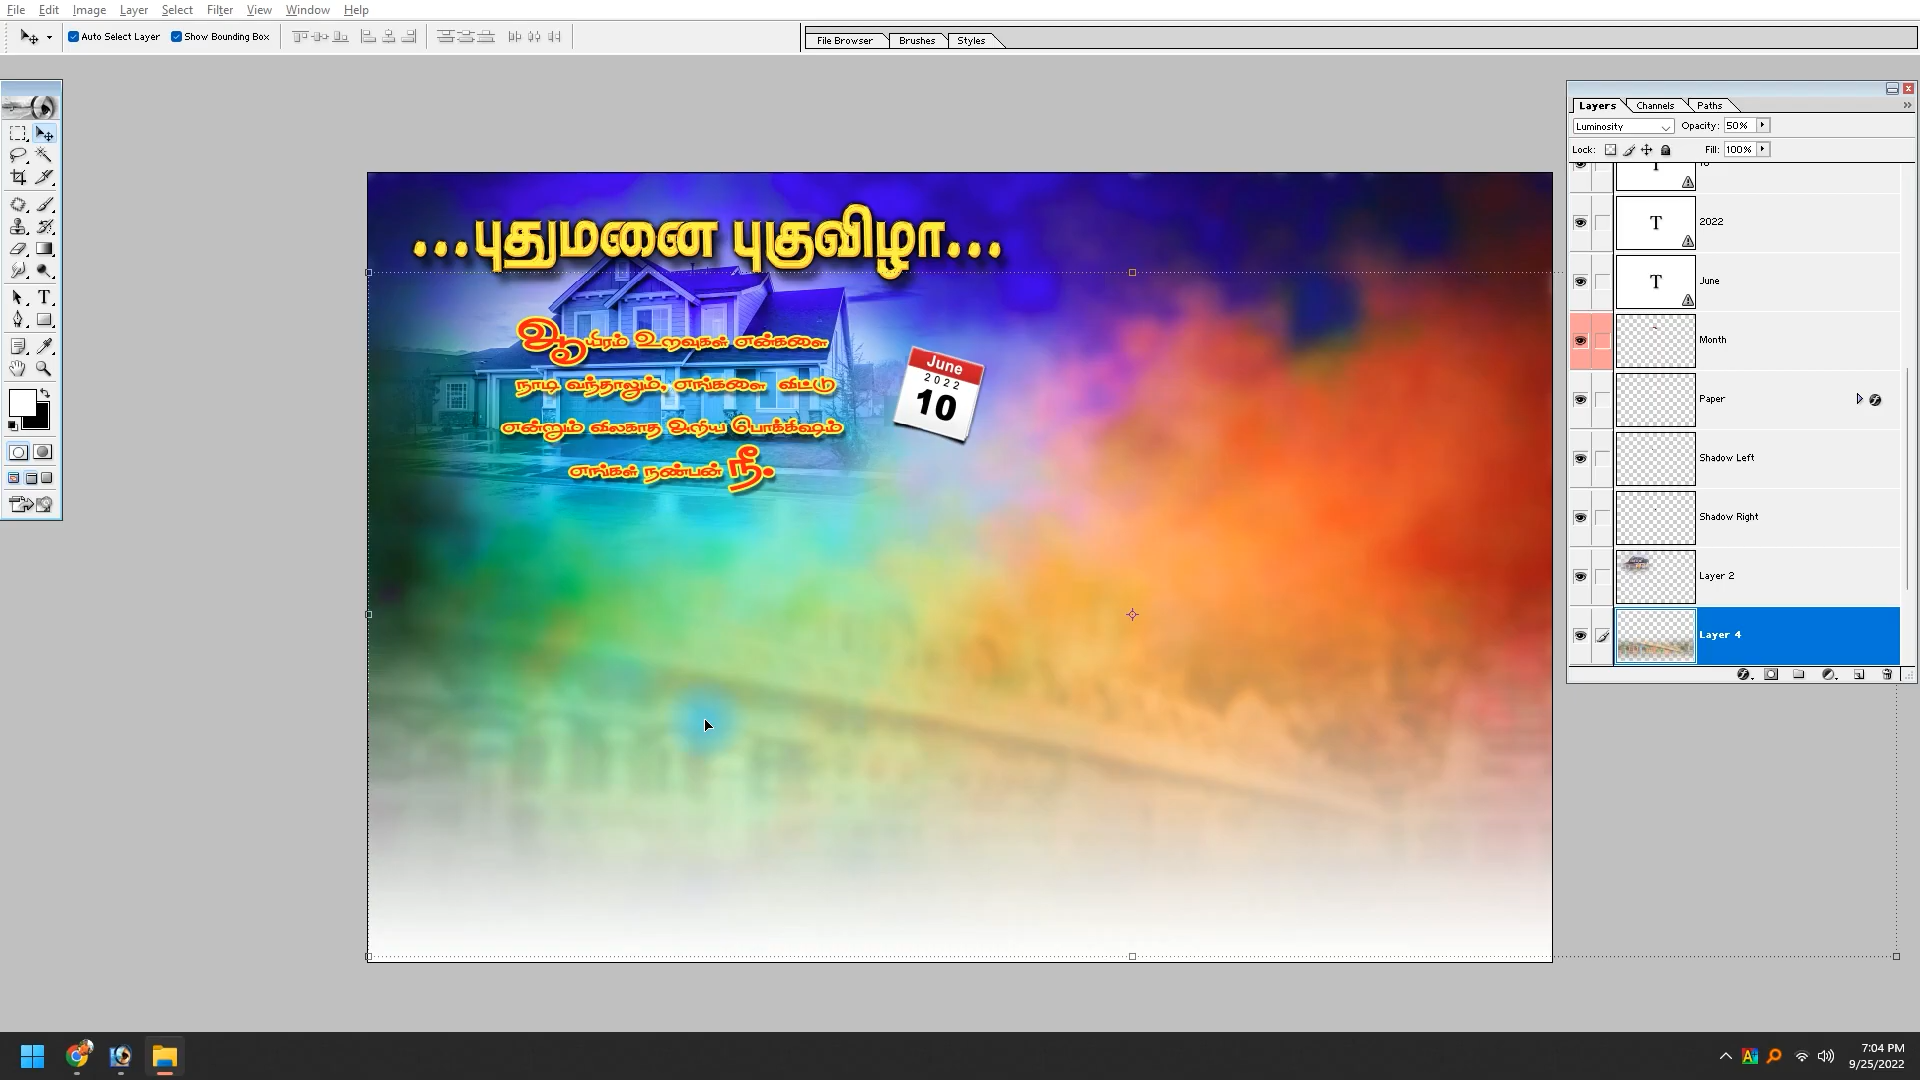 File Edit Image Layer Select Filter View Window Help
Auto Select Layer Show Bounding Box
File Browser Brushes Styles
Layers Channels Paths
Luminosity Opacity: 50%
Lock: Fill: 100%
T
T 2022
T June
Month
Paper
Shadow Left
Shadow Right
Layer 2
Layer 4
...புதுமனை புகுவிழா...
ஆயிரம் உறவுகள் எங்களை
நாடி வந்தாலும், எங்களை விட்டு
என்றும் விலகாத அரிய பொக்கிஷம்
எங்கள் நண்பன் நீ.
June
2022
10
7:04 PM
9/25/2022